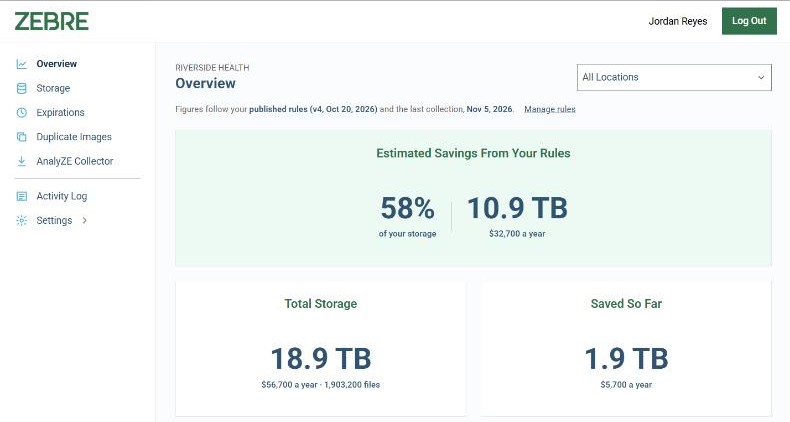 ZEBRE
Jordan Reyes
Log Out
Overview
Storage
Expirations
Duplicate Images
AnalyZE Collector
Activity Log
Settings
RIVERSIDE HEALTH
Overview
All Locations
Figures follow your published rules (v4, Oct 20, 2026) and the last collection, Nov 5, 2026. Manage rules
Estimated Savings From Your Rules
58% 10.9 TB
of your storage $32,700 a year
Total Storage
18.9 TB
$56,700 a year · 1,903,200 files
Saved So Far
1.9 TB
$5,700 a year